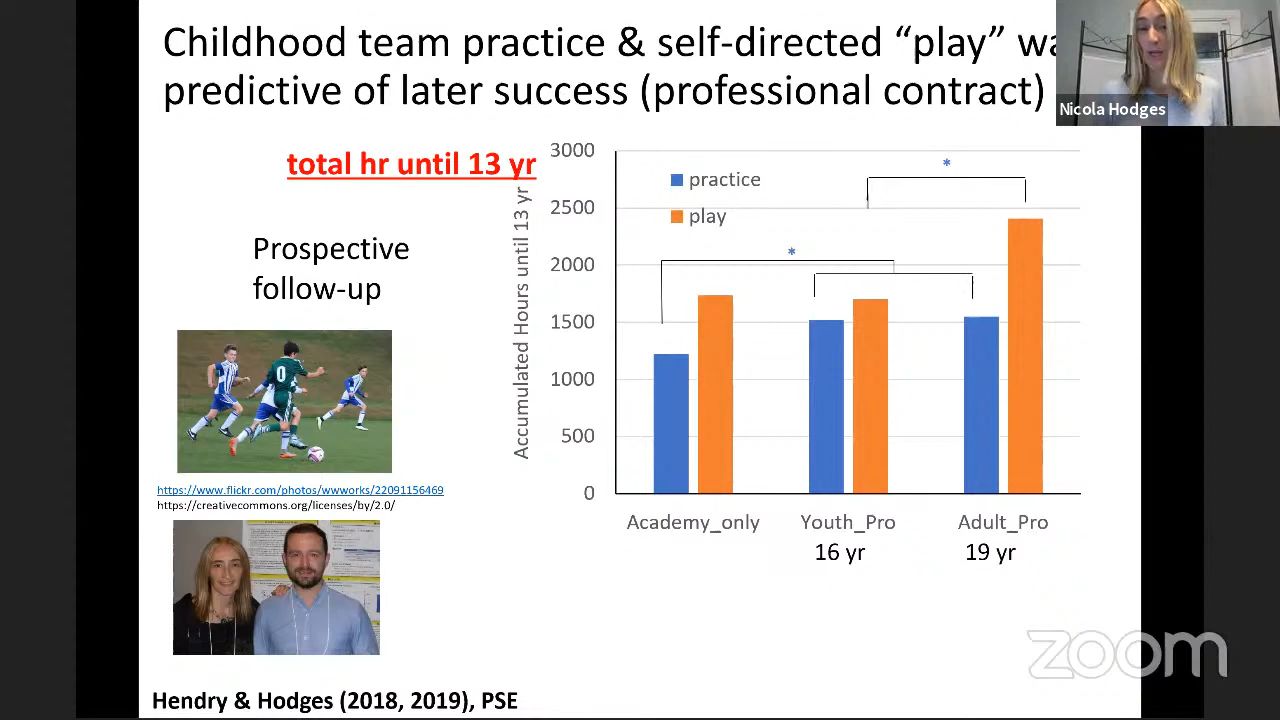 Childhood team practice & self-directed “play” wa
predictive of later success (professional contract)
Nicola Hodges
total hr until 13 yr
Prospective
follow-up
https://www.flickr.com/photos/wwworks/22091156469
https://creativecommons.org/licenses/by/2.0/
Accumulated Hours until 13 yr
3000
2500
2000
1500
1000
500
0
practice
play
*
*
0
Academy_only
Youth_Pro
Adult_Pro
16 yr
19 yr
zoom
Hendry & Hodges (2018, 2019), PSE